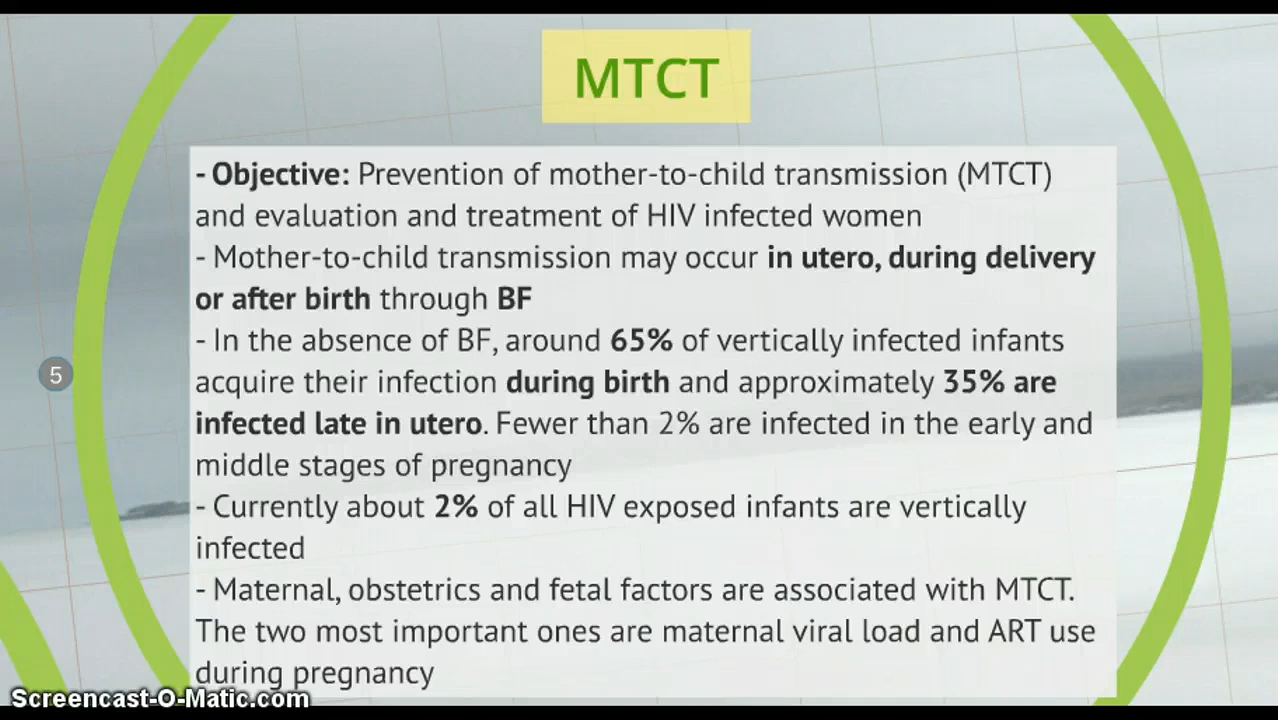 MTCT
- Objective: Prevention of mother-to-child transmission (MTCT)
and evaluation and treatment of HIV infected women
- Mother-to-child transmission may occur in utero, during delivery
or after birth through BF
- In the absence of BF, around 65% of vertically infected infants
acquire their infection during birth and approximately 35% are
infected late in utero. Fewer than 2% are infected in the early and
middle stages of pregnancy
- Currently about 2% of all HIV exposed infants are vertically
infected
- Maternal, obstetrics and fetal factors are associated with MTCT.
The two most important ones are maternal viral load and ART use
during pregnancy
5
Screencast-O-Matic.com